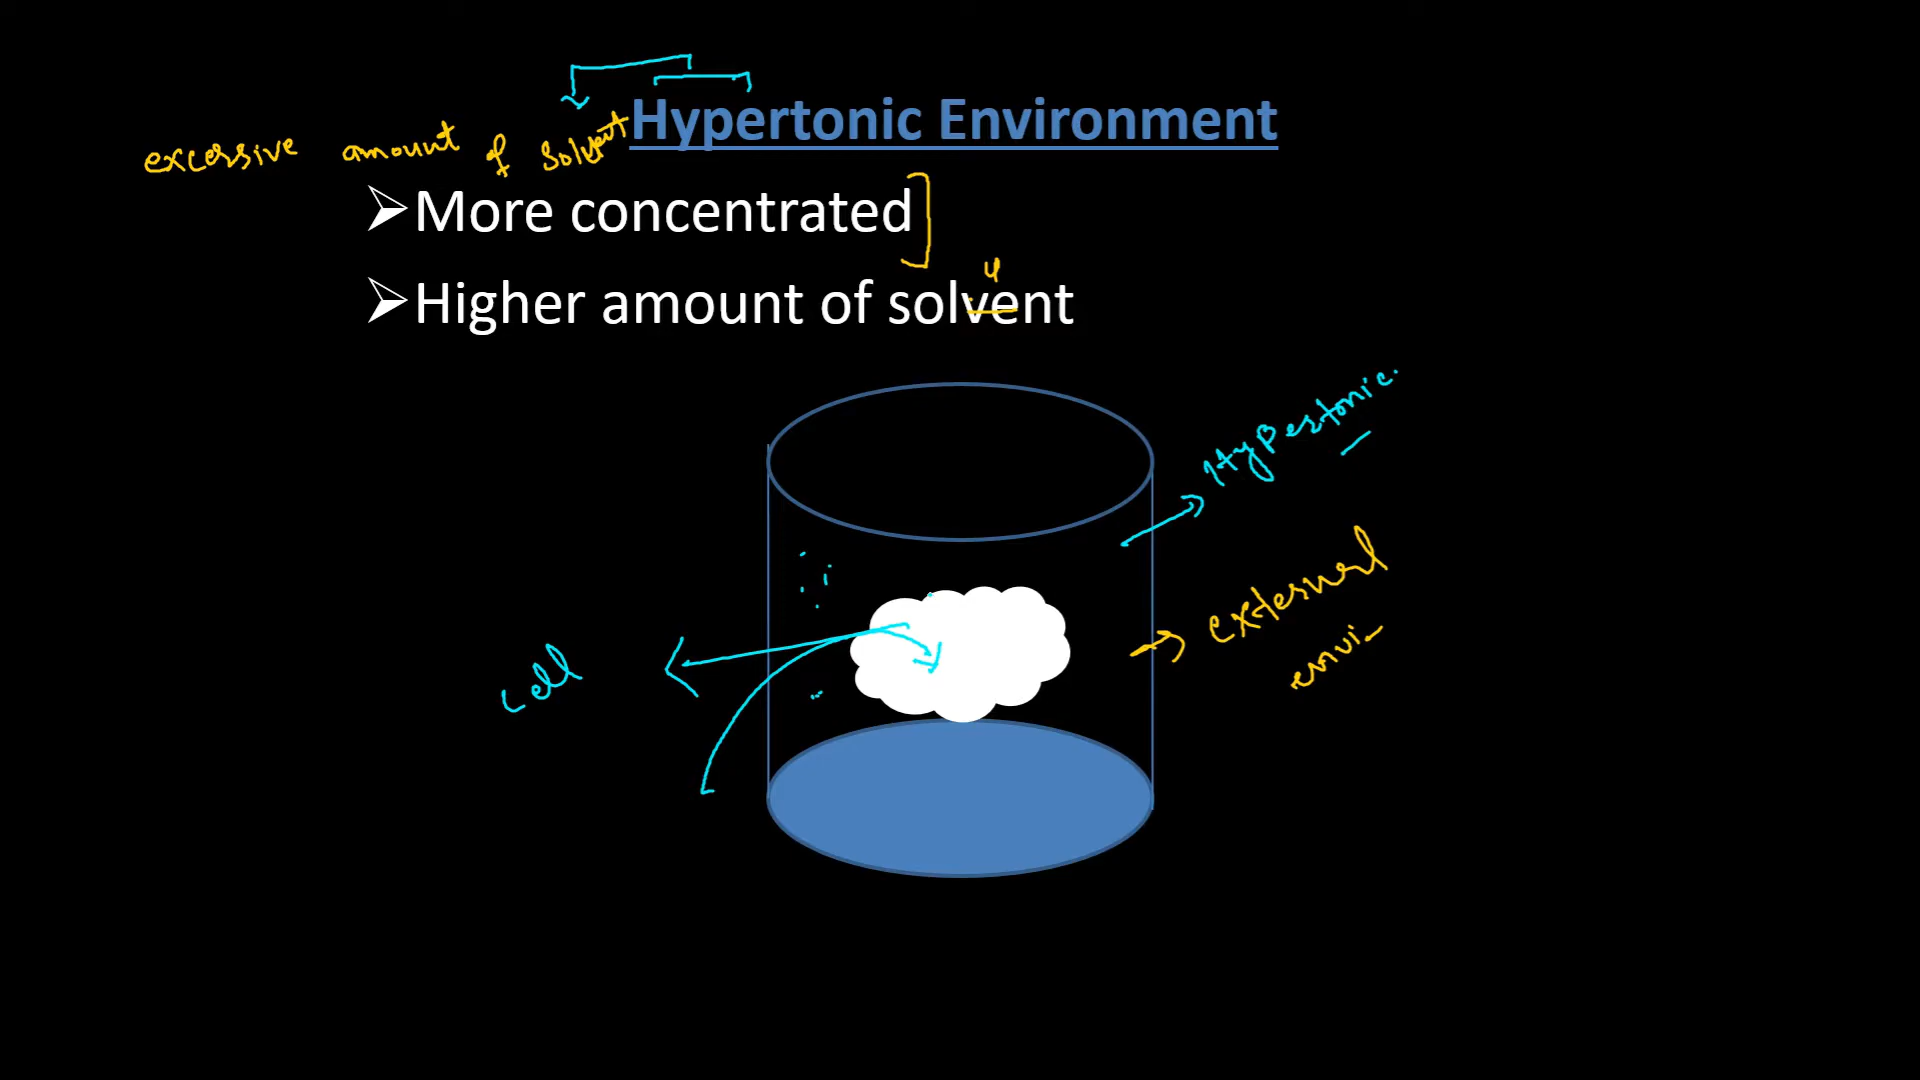 Hypertonic Environment
excessive amount of solvent
➢More concentrated
➢Higher amount of solvent
u
Hypertonic.
external
envi.
cell